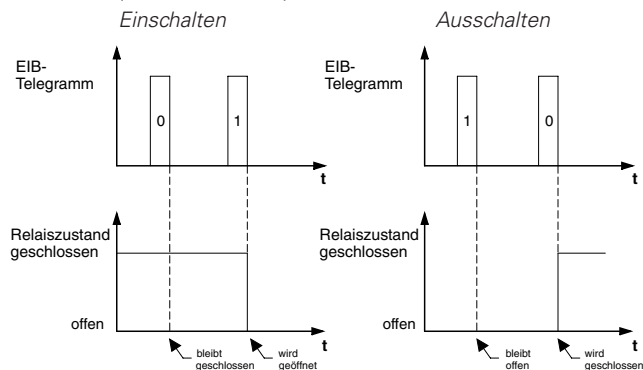 Einschalten
EIB-
Telegramm
0
1
t
Relaiszustand
geschlossen
offen
t
bleibt
geschlossen
wird
geöffnet
Ausschalten
EIB-
Telegramm
1
0
t
Relaiszustand
geschlossen
offen
t
bleibt
offen
wird
geschlossen